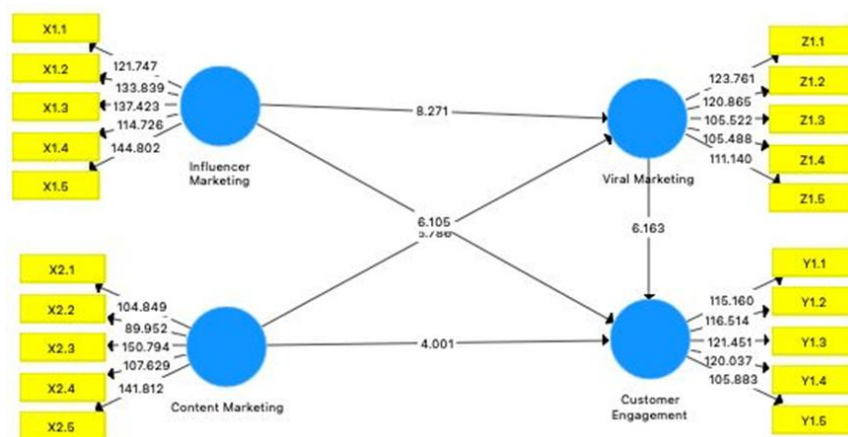 X1.1
X1.2
X1.3
X1.4
X1.5
121.747
133.839
137.423
114.726
144.802
Influencer
Marketing
8.271
Z1.1
Z1.2
Z1.3
Z1.4
Z1.5
123.761
120.865
105.522
105.488
111.140
Viral Marketing
6.105
5.786
6.163
X2.1
X2.2
X2.3
X2.4
X2.5
104.849
89.952
150.794
107.629
141.812
Content Marketing
4.001
Y1.1
Y1.2
Y1.3
Y1.4
Y1.5
115.160
116.514
121.451
120.037
105.883
Customer
Engagement